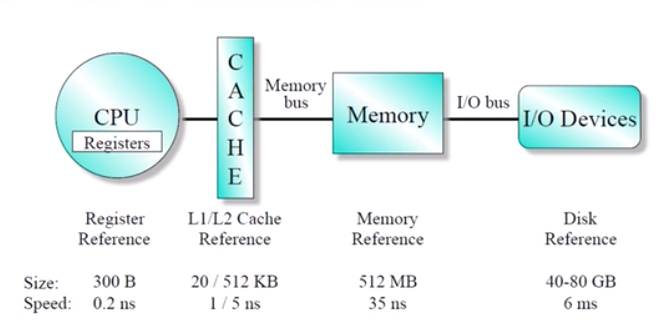 C
A
C
H
E
CPU
Registers
Memory
bus
Memory
I/O bus
I/O Devices
Register
Reference
L1/L2 Cache
Reference
Memory
Reference
Disk
Reference
Size: 300 B 20 / 512 KB 512 MB 40-80 GB
Speed: 0.2 ns 1 / 5 ns 35 ns 6 ms